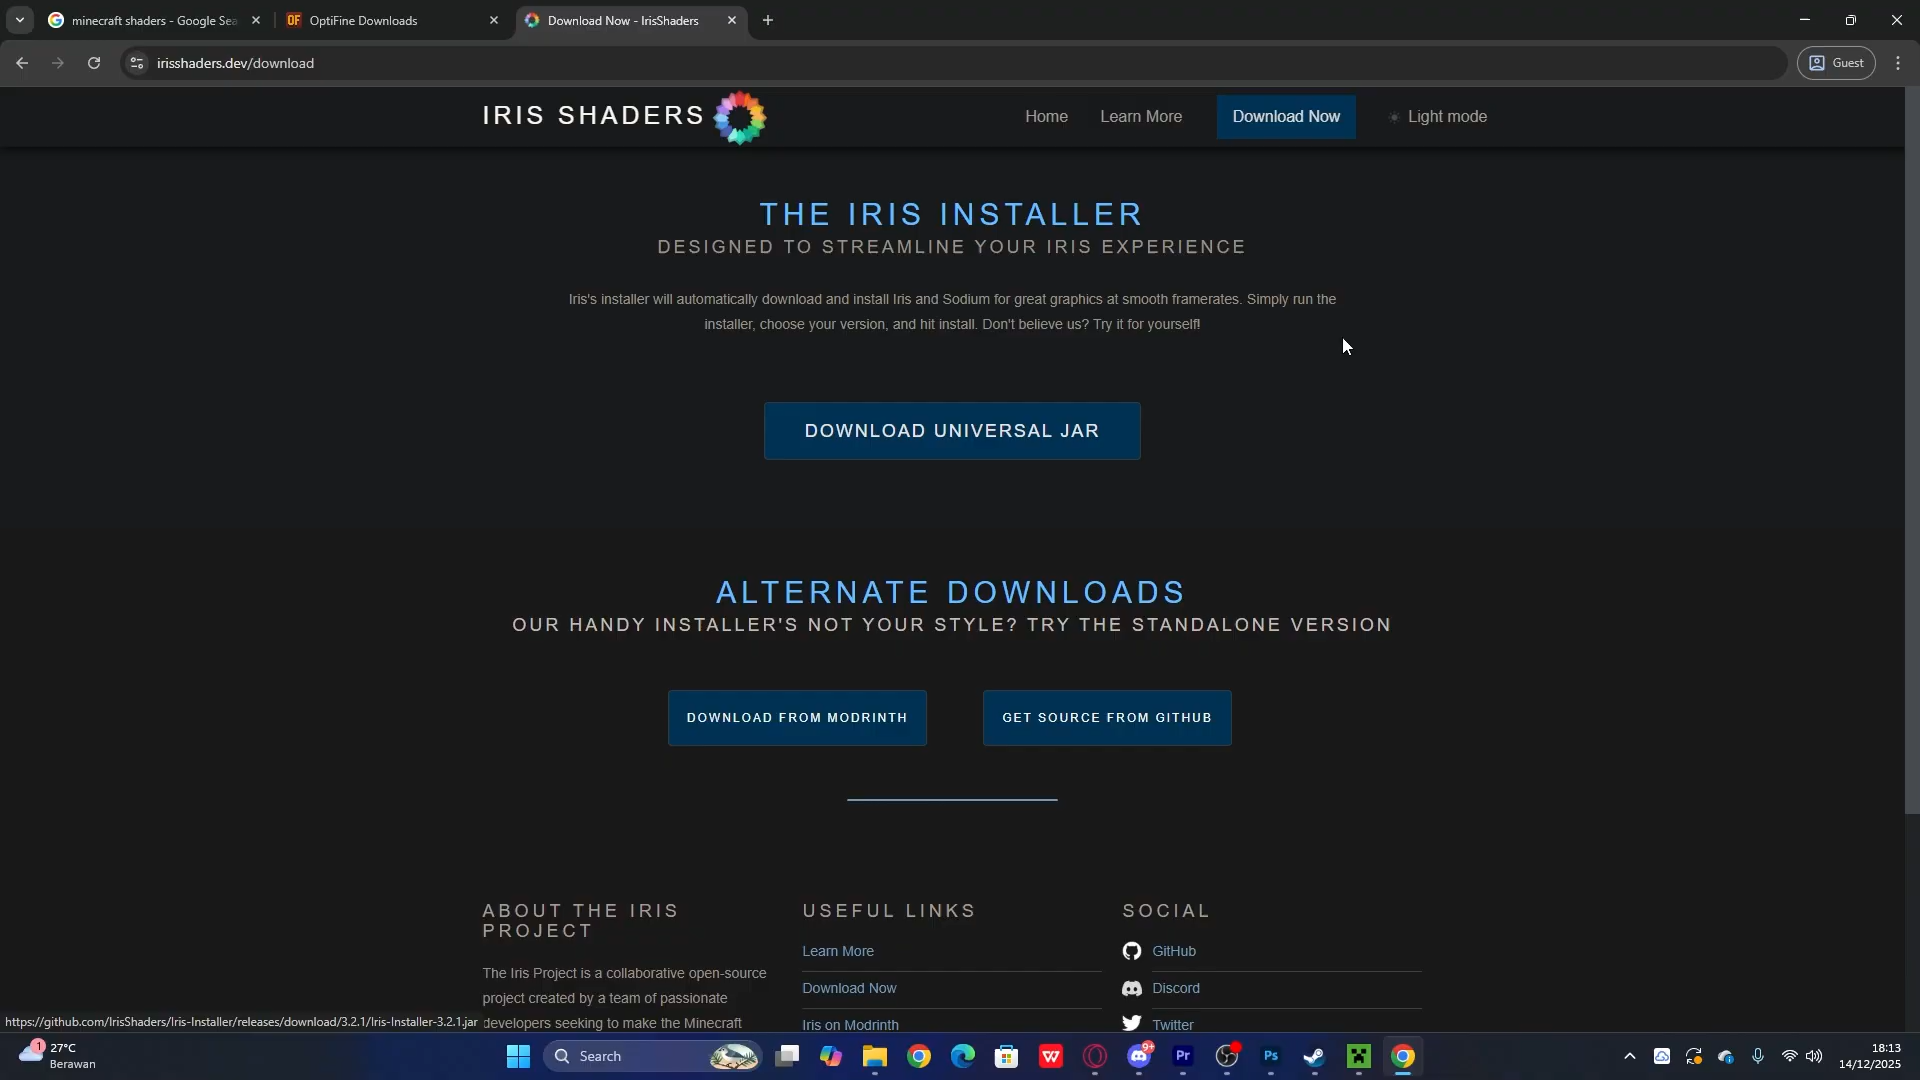 minecraft shaders - Google Sea
OptiFine Downloads
Download Now - IrisShaders
irisshaders.dev/download
Guest
IRIS SHADERS
Home
Learn More
Download Now
Light mode
THE IRIS INSTALLER
DESIGNED TO STREAMLINE YOUR IRIS EXPERIENCE
Iris's installer will automatically download and install Iris and Sodium for great graphics at smooth framerates. Simply run the
installer, choose your version, and hit install. Don't believe us? Try it for yourself!
DOWNLOAD UNIVERSAL JAR
ALTERNATE DOWNLOADS
OUR HANDY INSTALLER'S NOT YOUR STYLE? TRY THE STANDALONE VERSION
DOWNLOAD FROM MODRINTH
GET SOURCE FROM GITHUB
ABOUT THE IRIS
PROJECT
The Iris Project is a collaborative open-source
project created by a team of passionate
developers seeking to make the Minecraft
USEFUL LINKS
Learn More
Download Now
Iris on Modrinth
SOCIAL
GitHub
Discord
Twitter
https://github.com/IrisShaders/Iris-Installer/releases/download/3.2.1/Iris-Installer-3.2.1.jar
1
27°C
Berawan
Search
W
9+
Pr
Ps
18:13
14/12/2025